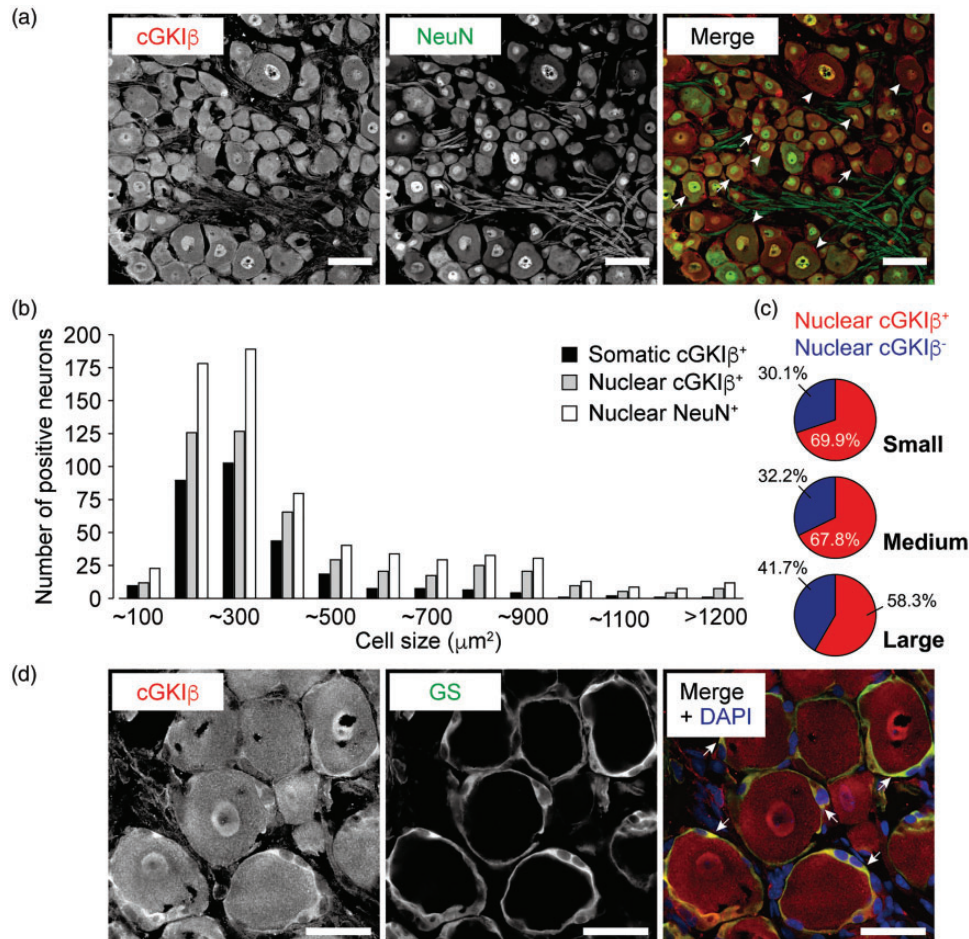 (a)
cGKIβ
NeuN
Merge
(b)
Number of positive neurons
200
175
150
125
100
75
50
25
0
Somatic cGKIβ⁺
Nuclear cGKIβ⁺
Nuclear NeuN⁺
~100
~300
~500
~700
~900
~1100
>1200
Cell size (μm²)
(c)
Nuclear cGKIβ⁺
Nuclear cGKIβ⁻
30.1%
69.9%
Small
32.2%
67.8%
Medium
41.7%
58.3%
Large
(d)
cGKIβ
GS
Merge
+ DAPI